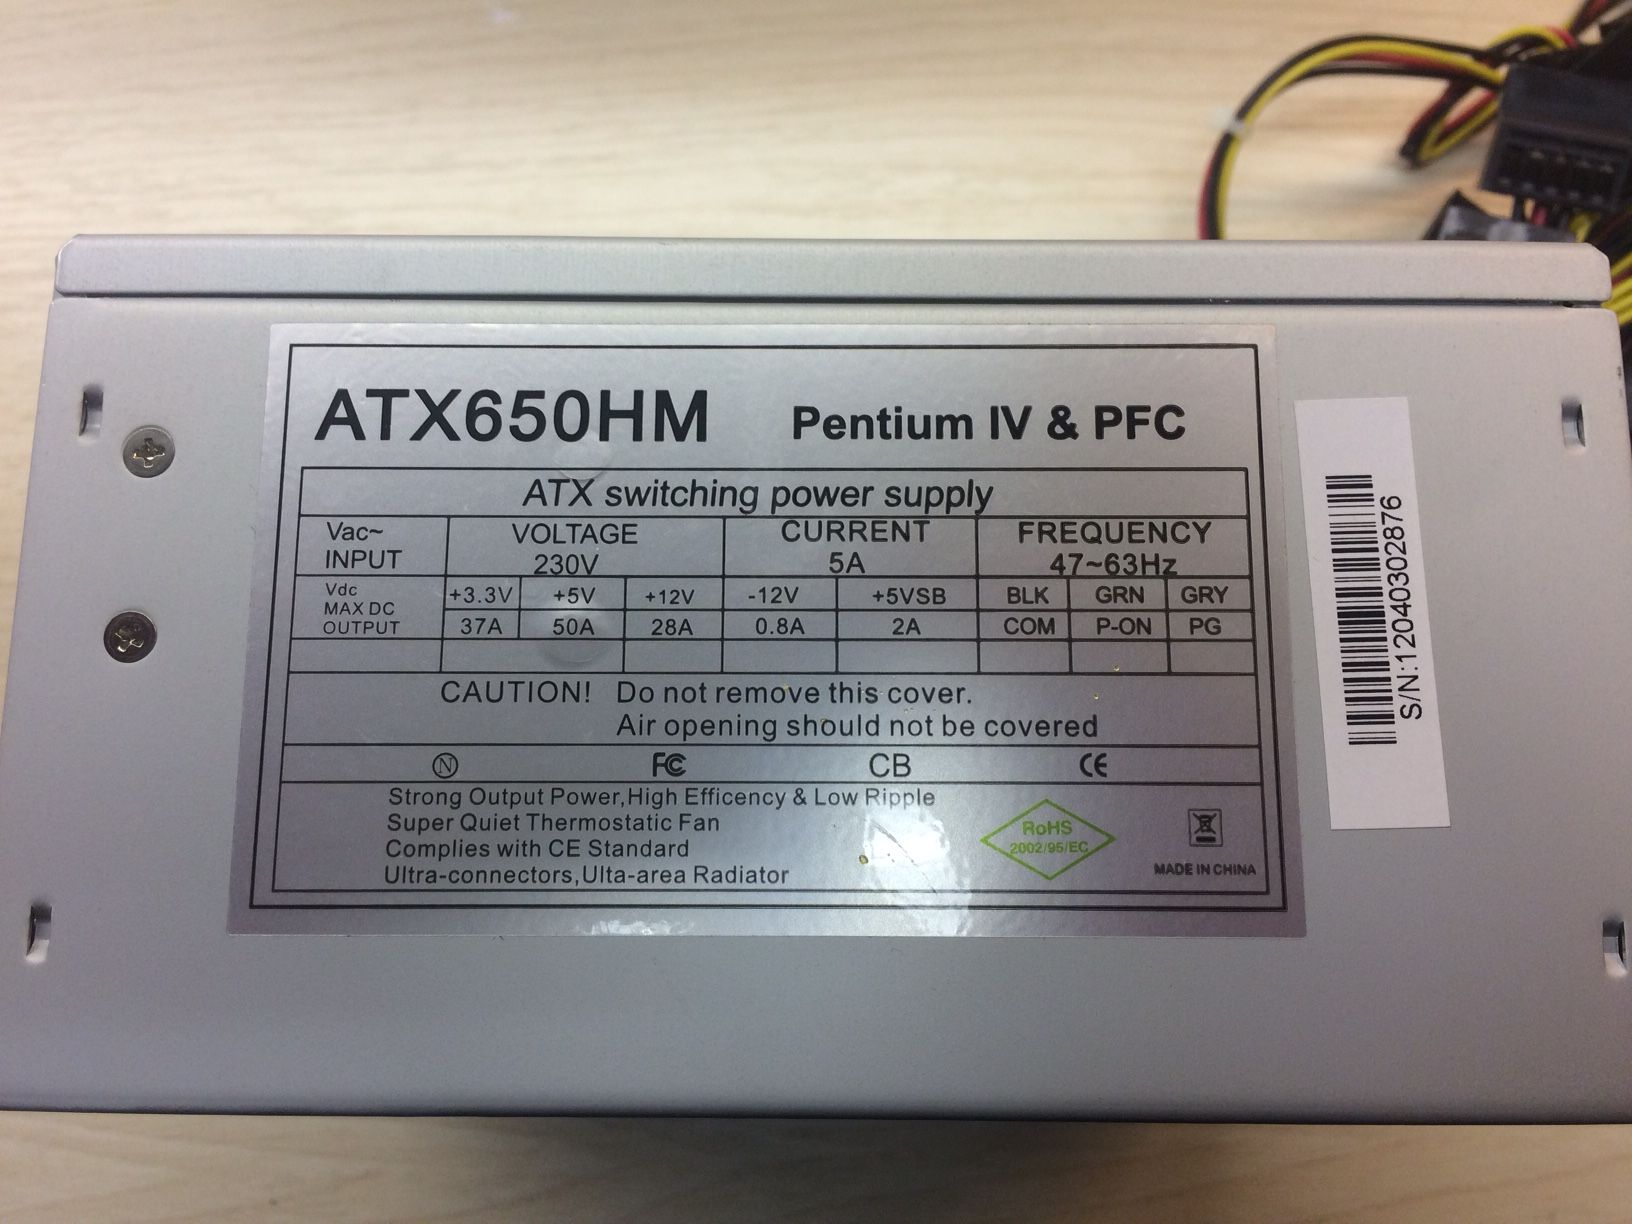 ATX650HM Pentium IV & PFC
ATX switching power supply
Vac~ INPUT VOLTAGE 230V CURRENT 5A FREQUENCY 47~63Hz
Vdc MAX DC OUTPUT +3.3V +5V +12V -12V +5VSB BLK GRN GRY
37A 50A 28A 0.8A 2A COM P-ON PG
CAUTION! Do not remove this cover.
Air opening should not be covered
N FC CB CE
Strong Output Power,High Efficency & Low Ripple
Super Quiet Thermostatic Fan
Complies with CE Standard
Ultra-connectors,Ulta-area Radiator
RoHS
2002/95/EC
MADE IN CHINA
S/N:12040302876